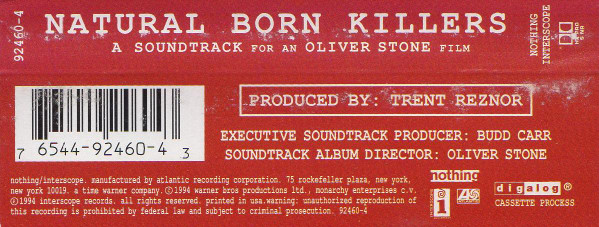 NATURAL BORN KILLERS
A SOUNDTRACK FOR AN OLIVER STONE FILM
92460-4
NOTHING
INTERSCOPE
PRODUCED BY: TRENT REZNOR
EXECUTIVE SOUNDTRACK PRODUCER: BUDD CARR
SOUNDTRACK ALBUM DIRECTOR: OLIVER STONE
7 6544-92460-4 3
nothing/interscope. manufactured by atlantic recording corporation. 75 rockefeller plaza, new york,
new york 10019. a time warner company. ©1994 warner bros productions ltd., monarchy enterprises c.v.
℗1994 interscope records. all rights reserved. printed in usa.warning: unauthorized reproduction of
this recording is prohibited by federal law and subject to criminal prosecution. 92460-4
nothing
INTERSCOPE
digalog®
CASSETTE PROCESS